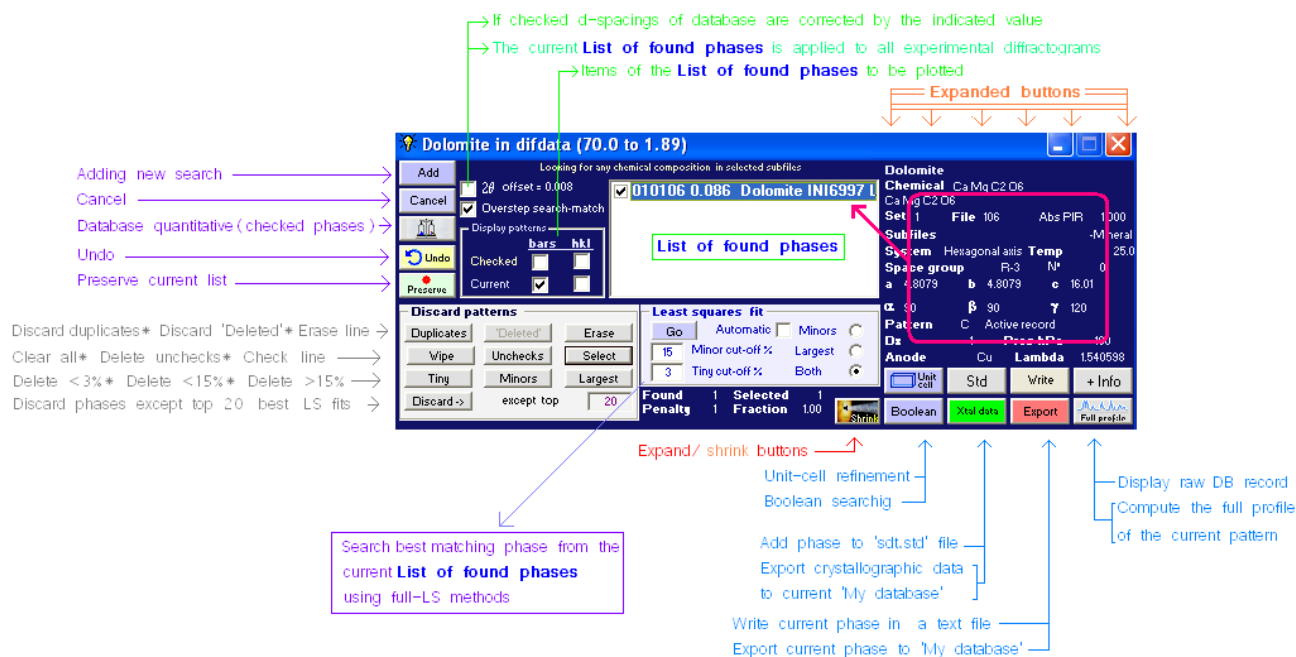 If checked d-spacings of database are corrected by the indicated value
The current List of found phases is applied to all experimental diffractograms
Items of the List of found phases to be plotted
Expanded buttons
Adding new search
Cancel
Database quantitative (checked phases)
Undo
Preserve current list
Discard duplicates* Discard 'Deleted'* Erase line
Clear all* Delete unchecks* Check line
Delete <3%* Delete <15%* Delete >15%
Discard phases except top 20 best LS fits
Dolomite in difdata (70.0 to 1.89)
Looking for any chemical composition in selected subfiles
Add
Cancel
Undo
Preserve
2θ offset = 0.008
Overstep search-match
Display patterns
bars hkl
Checked
Current
010106 0.086 Dolomite INI6997 L
List of found phases
Dolomite
Chemical Ca Mg C2 O6
Ca Mg C2 O6
Set 1 File 106 Abs PIR 1.000
Subfiles -Mineral
System Hexagonal axis Temp 25.0
Space group R-3 Nº 0
a 4.8079 b 4.8079 c 16.01
α 90 β 90 γ 120
Pattern C Active record
Dx 1 Pres hPa 100
Anode Cu Lambda 1.540598
Discard patterns
Duplicates 'Deleted' Erase
Wipe Unchecks Select
Tiny Minors Largest
Discard -> except top 20
Least squares fit
Go Automatic Minors
15 Minor cut-off % Largest
3 Tiny cut-off % Both
Found 1 Selected 1
Penalty 1 Fraction 1.00
Shrink
Unit cell Std Write + Info
Boolean Xtal data Export Full profile
Expand/ shrink buttons
Unit-cell refinement
Boolean searchig
Add phase to 'sdt.std' file
Export crystallographic data
to current 'My database'
Write current phase in a text file
Export current phase to 'My database'
Display raw DB record
Compute the full profile
of the current pattern
Search best matching phase from the
current List of found phases
using full-LS methods